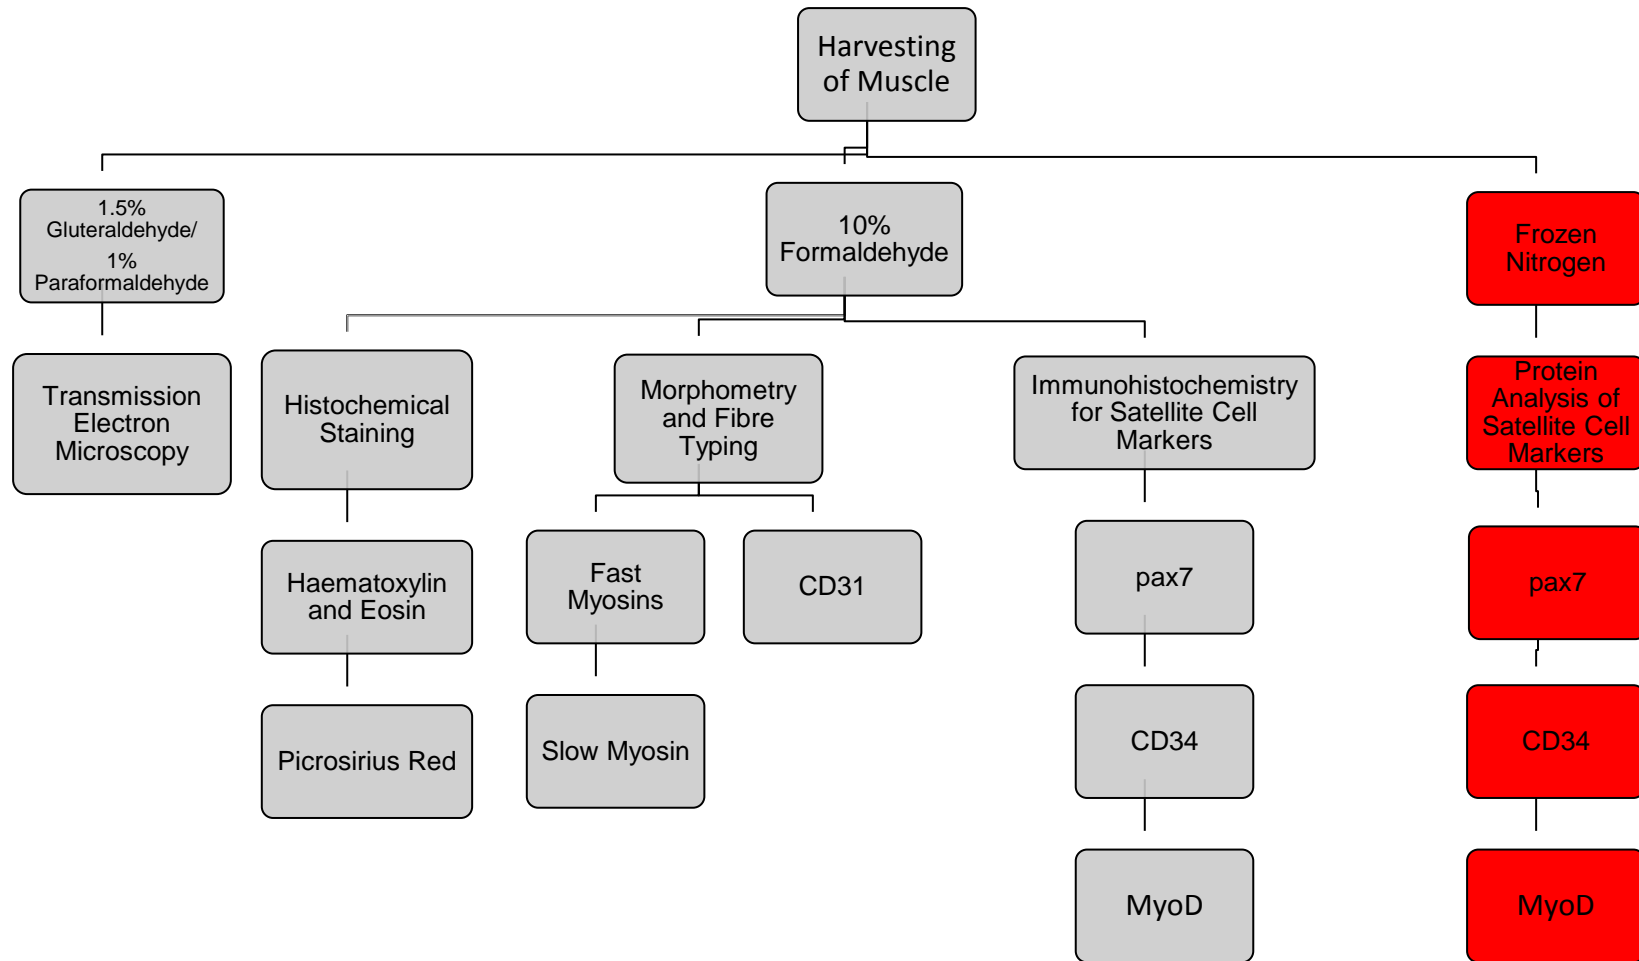 Harvesting
of Muscle
1.5%
Gluteraldehyde/
1%
Paraformaldehyde
10%
Formaldehyde
Frozen
Nitrogen
Transmission
Electron
Microscopy
Histochemical
Staining
Morphometry
and Fibre
Typing
Immunohistochemistry
for Satellite Cell
Markers
Protein
Analysis of
Satellite Cell
Markers
Haematoxylin
and Eosin
Fast
Myosins
CD31
pax7
pax7
Picrosirius Red
Slow Myosin
CD34
CD34
MyoD
MyoD